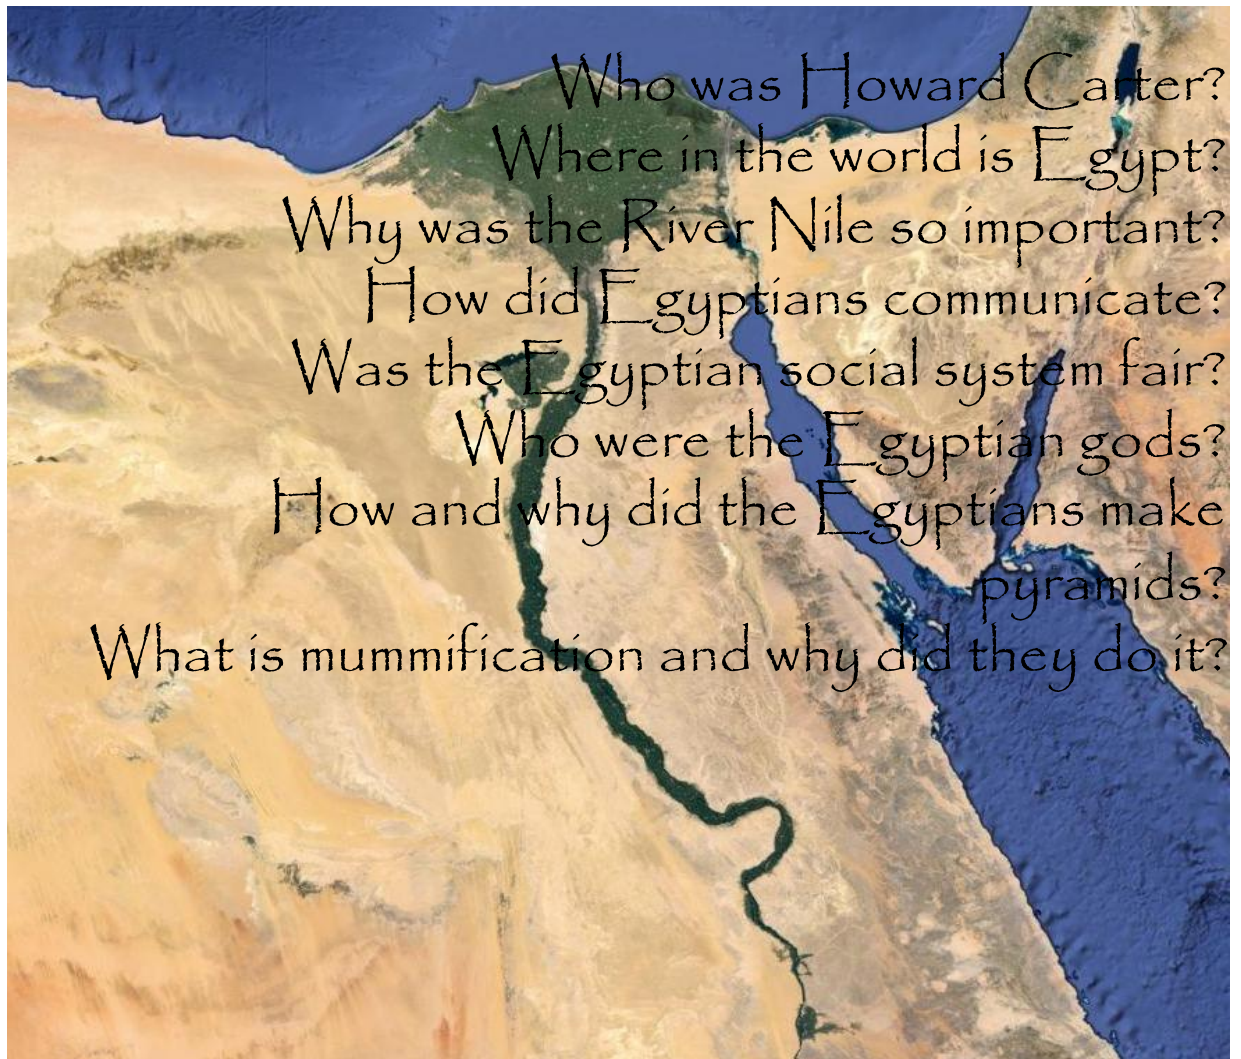 Who was Howard Carter?
Where in the world is Egypt?
Why was the River Nile so important?
How did Egyptians communicate?
Was the Egyptian social system fair?
Who were the Egyptian gods?
How and why did the Egyptians make
pyramids?
What is mummification and why did they do it?